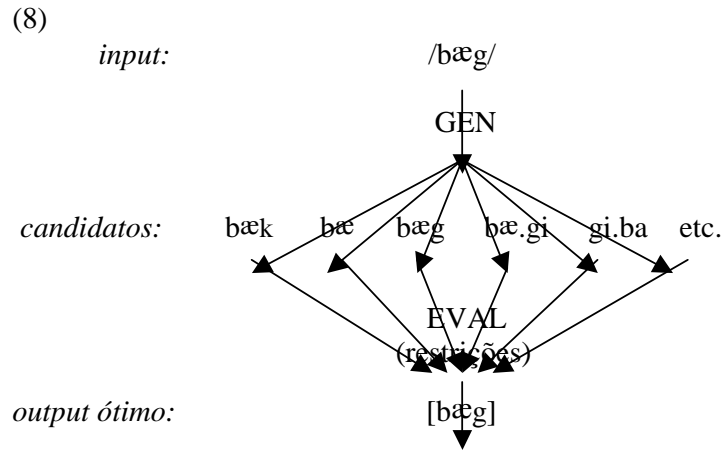 (8)
input: /bæg/
GEN
candidatos: bæk bæ bæg bæ.gi gi.ba etc.
EVAL
(restrições)
output ótimo: [bæg]